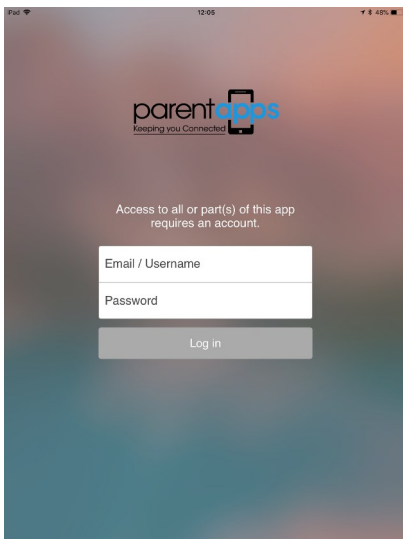 iPad 12:05 48%
parentapps
Keeping you Connected
Access to all or part(s) of this app
requires an account.
Email / Username
Password
Log in